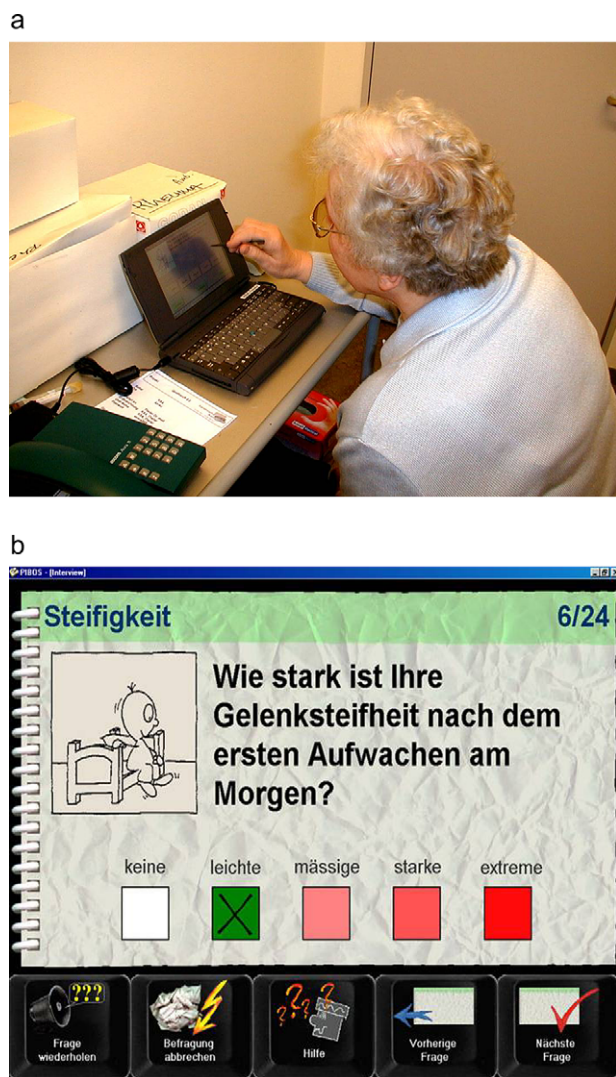 a
RHEUMA
b
PIBOS - [Interview]
Steifigkeit 6/24
Wie stark ist Ihre
Gelenksteifheit nach dem
ersten Aufwachen am
Morgen?
keine leichte mässige starke extreme
???
Frage
wiederholen
Befragung
abbrechen
???
Hilfe
Vorherige
Frage
Nächste
Frage